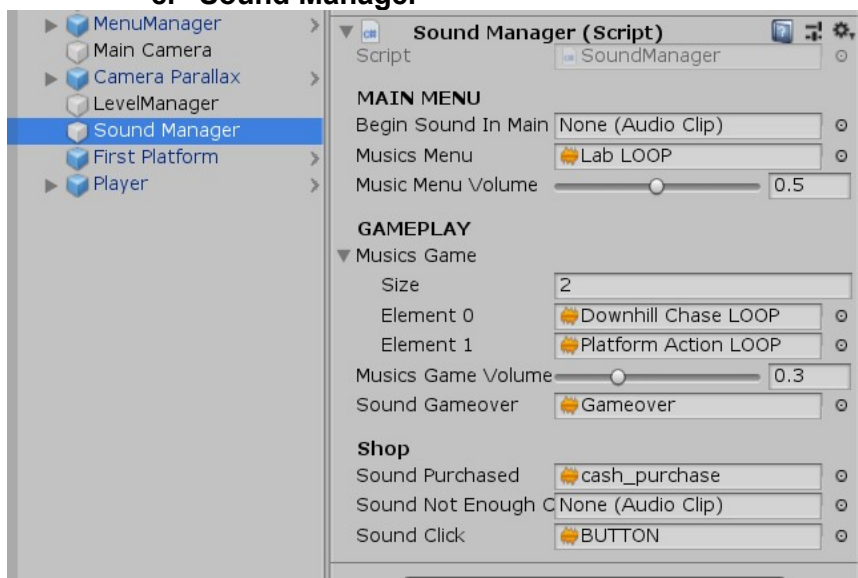 Sound Manager
MenuManager
Main Camera
Camera Parallax
LevelManager
Sound Manager
First Platform
Player
Sound Manager (Script)
Script SoundManager
MAIN MENU
Begin Sound In Main None (Audio Clip)
Musics Menu Lab LOOP
Music Menu Volume 0.5
GAMEPLAY
Musics Game
Size 2
Element 0 Downhill Chase LOOP
Element 1 Platform Action LOOP
Musics Game Volume 0.3
Sound Gameover Gameover
Shop
Sound Purchased cash_purchase
Sound Not Enough C None (Audio Clip)
Sound Click BUTTON